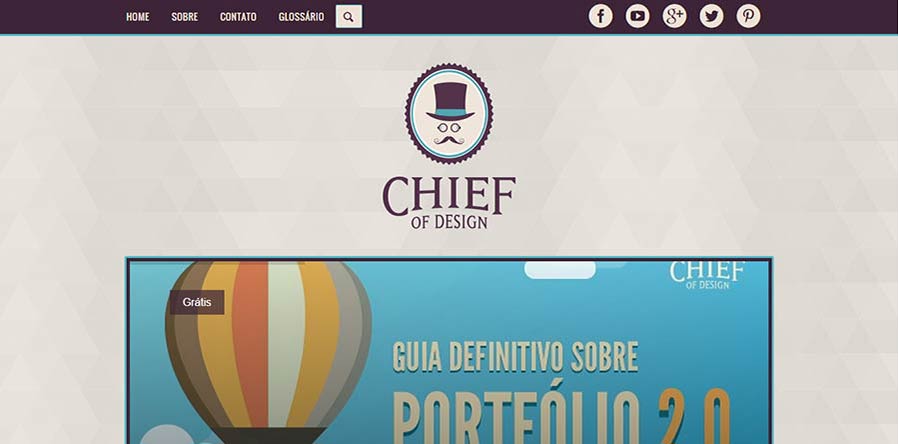 HOME SOBRE CONTATO GLOSSÁRIO
CHIEF
OF DESIGN
CHIEF
OF DESIGN
Grátis
GUIA DEFINITIVO SOBRE
PORTFÓLIO 2.0